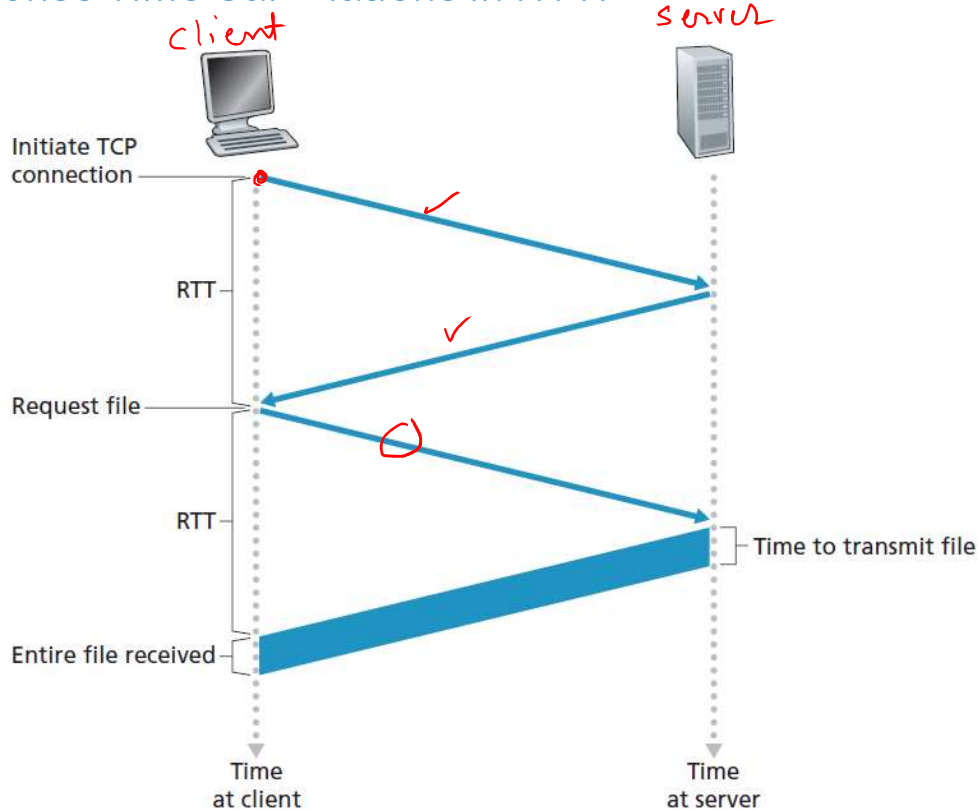 client
server
Initiate TCP
connection
RTT
Request file
RTT
Time to transmit file
Entire file received
Time
at client
Time
at server